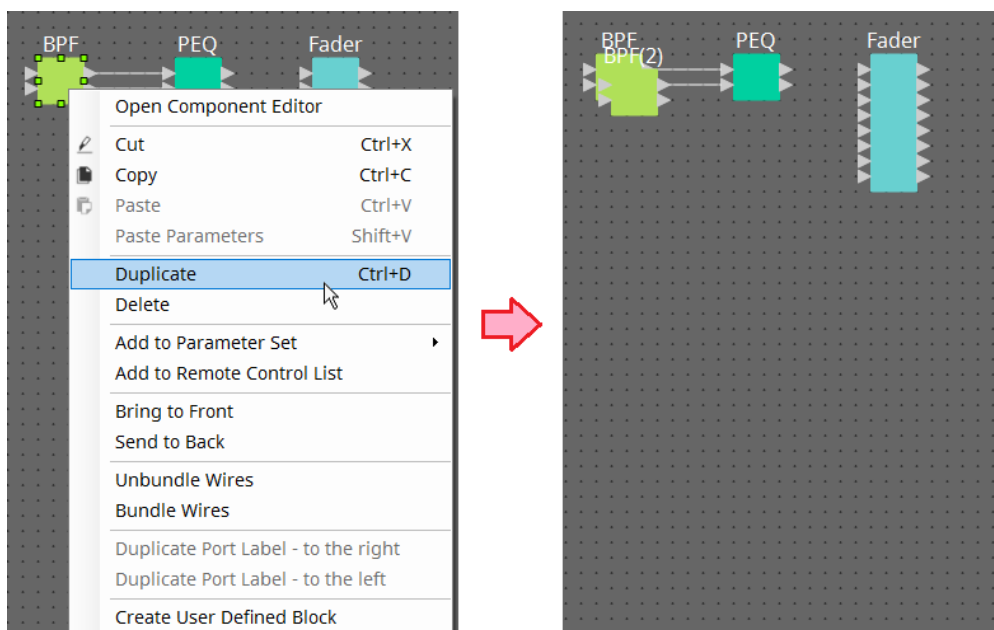 BPF PEQ Fader
Open Component Editor
Cut Ctrl+X
Copy Ctrl+C
Paste Ctrl+V
Paste Parameters Shift+V
Duplicate Ctrl+D
Delete
Add to Parameter Set
Add to Remote Control List
Bring to Front
Send to Back
Unbundle Wires
Bundle Wires
Duplicate Port Label - to the right
Duplicate Port Label - to the left
Create User Defined Block
BPF PEQ Fader
BPF(2)